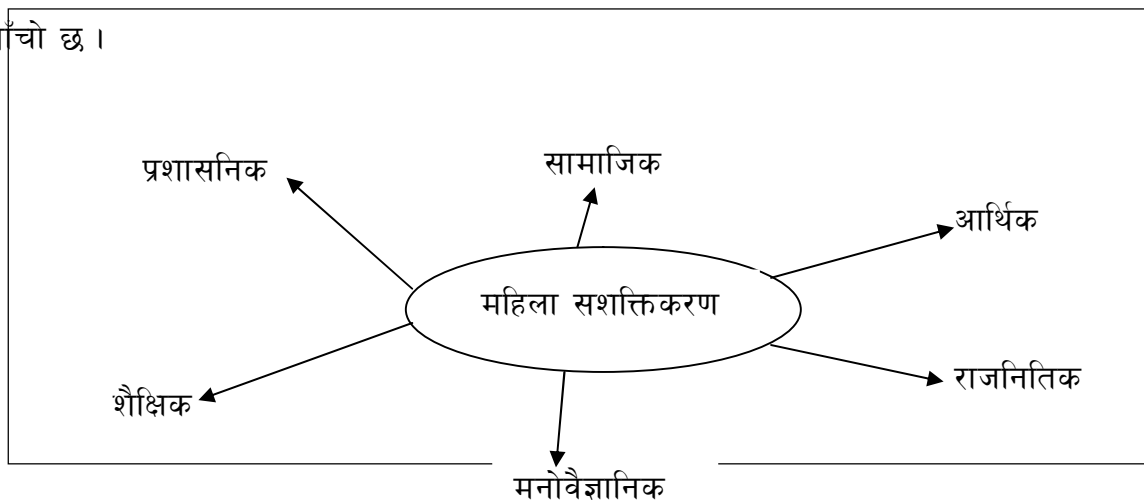 छ ।
प्रशासनिक
सामाजिक
आर्थिक
महिला सशक्तिकरण
राजनितिक
शैक्षिक
मनोवैज्ञानिक